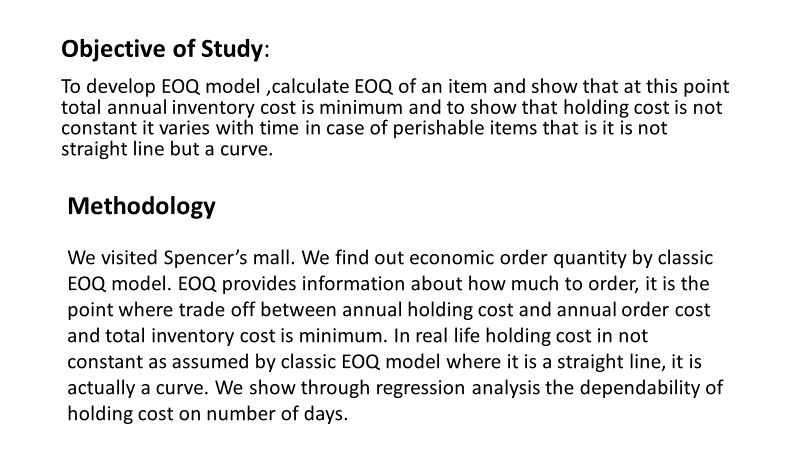 Objective of Study:
To develop EOQ model ,calculate EOQ of an item and show that at this point
total annual inventory cost is minimum and to show that holding cost is not
constant it varies with time in case of perishable items that is it is not
straight line but a curve.
Methodology
We visited Spencer’s mall. We find out economic order quantity by classic
EOQ model. EOQ provides information about how much to order, it is the
point where trade off between annual holding cost and annual order cost
and total inventory cost is minimum. In real life holding cost in not
constant as assumed by classic EOQ model where it is a straight line, it is
actually a curve. We show through regression analysis the dependability of
holding cost on number of days.